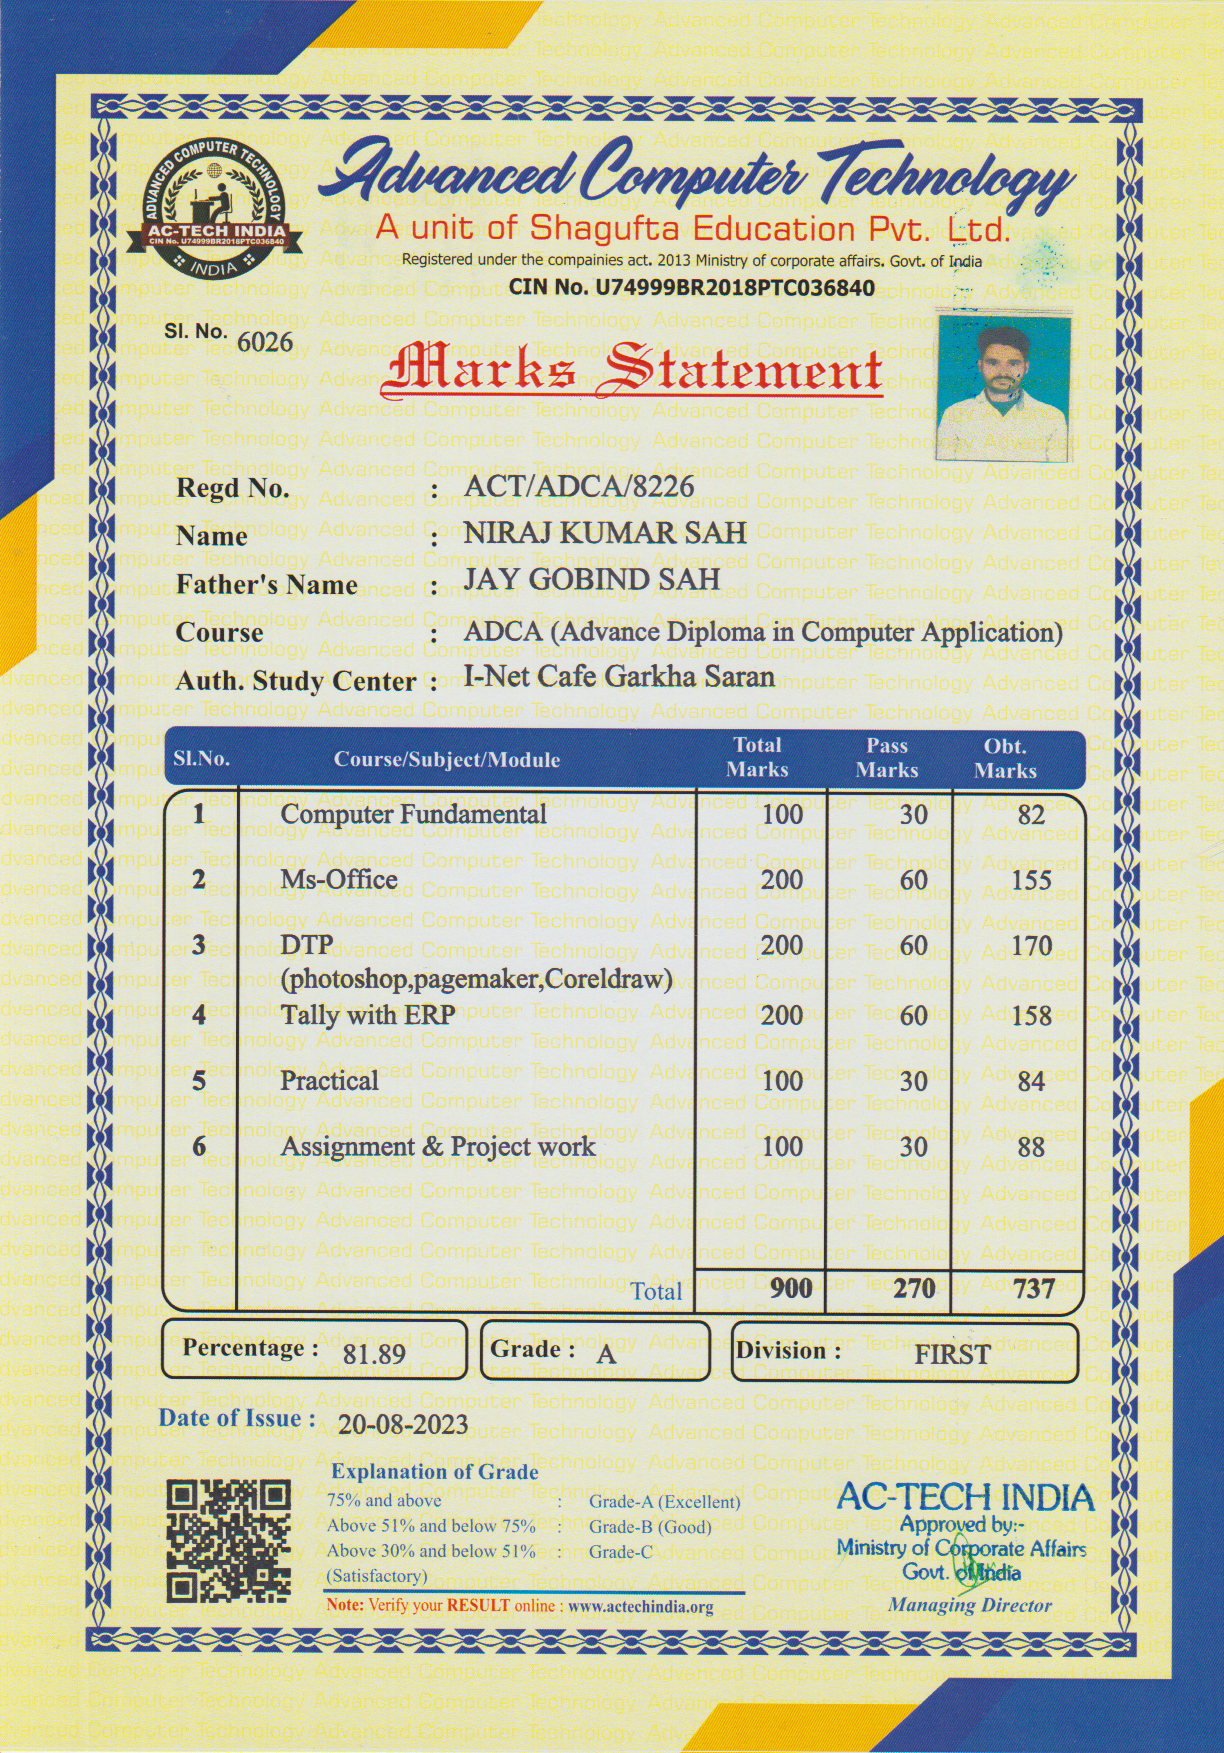 ADVANCED COMPUTER TECHNOLOGY
AC-TECH INDIA
CIN No. U74999BR2018PTC036840
INDIA
Advanced Computer Technology
A unit of Shagufta Education Pvt. Ltd.
Registered under the compainies act. 2013 Ministry of corporate affairs. Govt. of India
CIN No. U74999BR2018PTC036840
Sl. No. 6026
Marks Statement
Regd No. : ACT/ADCA/8226
Name : NIRAJ KUMAR SAH
Father's Name : JAY GOBIND SAH
Course : ADCA (Advance Diploma in Computer Application)
Auth. Study Center : I-Net Cafe Garkha Saran
Sl.No. Course/Subject/Module Total Marks Pass Marks Obt. Marks
1 Computer Fundamental 100 30 82
2 Ms-Office 200 60 155
3 DTP 200 60 170
(photoshop,pagemaker,Coreldraw)
4 Tally with ERP 200 60 158
5 Practical 100 30 84
6 Assignment & Project work 100 30 88
Total 900 270 737
Percentage : 81.89 Grade : A Division : FIRST
Date of Issue : 20-08-2023
Explanation of Grade
75% and above : Grade-A (Excellent)
Above 51% and below 75% : Grade-B (Good)
Above 30% and below 51% : Grade-C
(Satisfactory)
Note: Verify your RESULT online : www.actechindia.org
AC-TECH INDIA
Approved by:-
Ministry of Corporate Affairs
Govt. of India
Managing Director